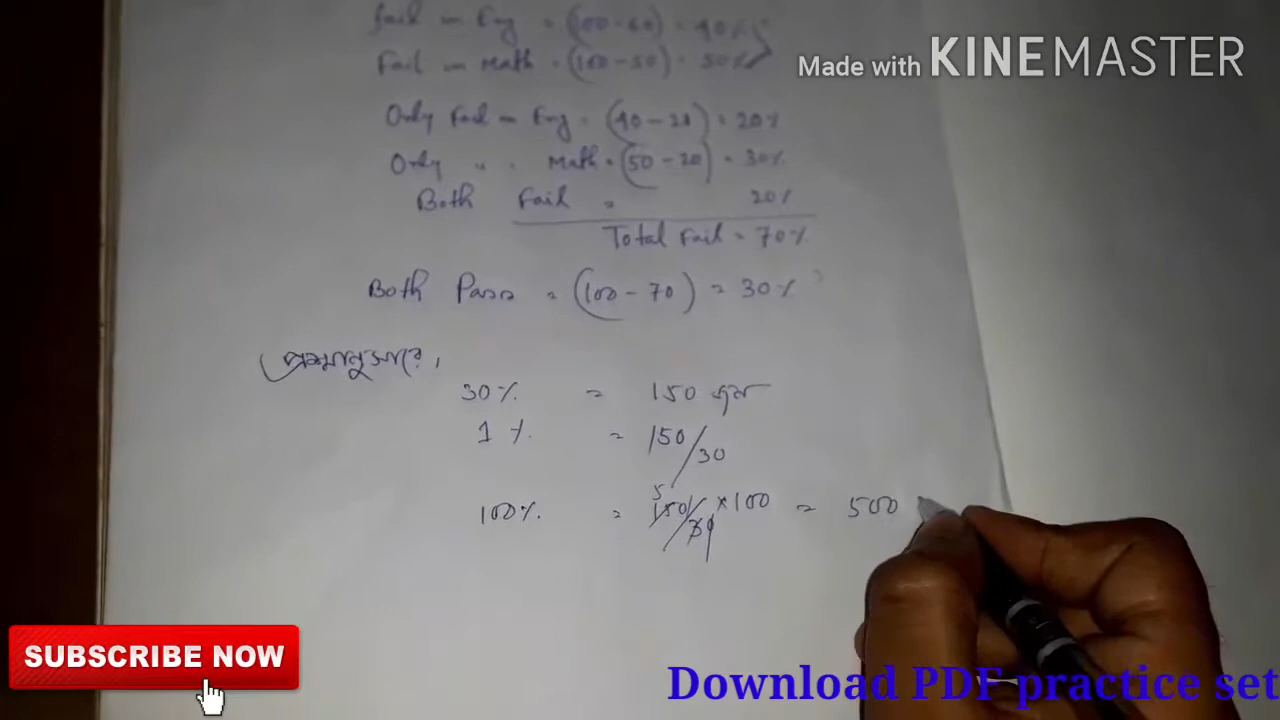 Fail in Eng = (100-60) = 40%
Fail in Math = (100-50) = 50%
Made with KINEMASTER
Only Fail in Eng = (40-20) = 20%
Only " " Math = (50-20) = 30%
Both Fail = 20%
Total Fail = 70%
Both Pass = (100-70) = 30%
প্রশ্নানুসারে,
30% = 150 জন
1% = 150/30
100% = 150/30 ×100 = 500
5
SUBSCRIBE NOW
Download PDF practice set